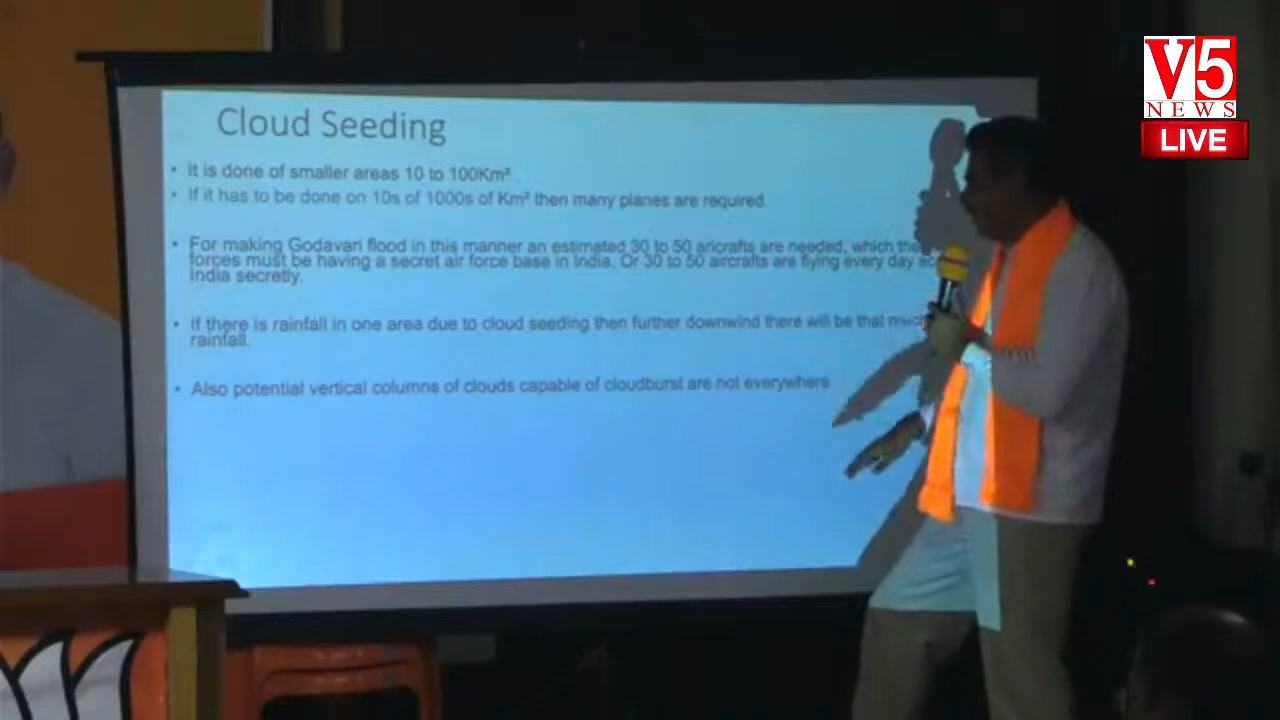 V5
NEWS
LIVE
Cloud Seeding
• It is done of smaller areas 10 to 100Km².
• If it has to be done on 10s of 1000s of Km² then many planes are required.
• For making Godavari flood in this manner an estimated 30 to 50 aricrafts are needed, which
forces must be having a secret air force base in India. Or 30 to 50 aircrafts are flying every day
India secretly.
• If there is rainfall in one area due to cloud seeding then further downwind there will be that
rainfall.
• Also potential vertical columns of clouds capable of cloudburst are not everywhere